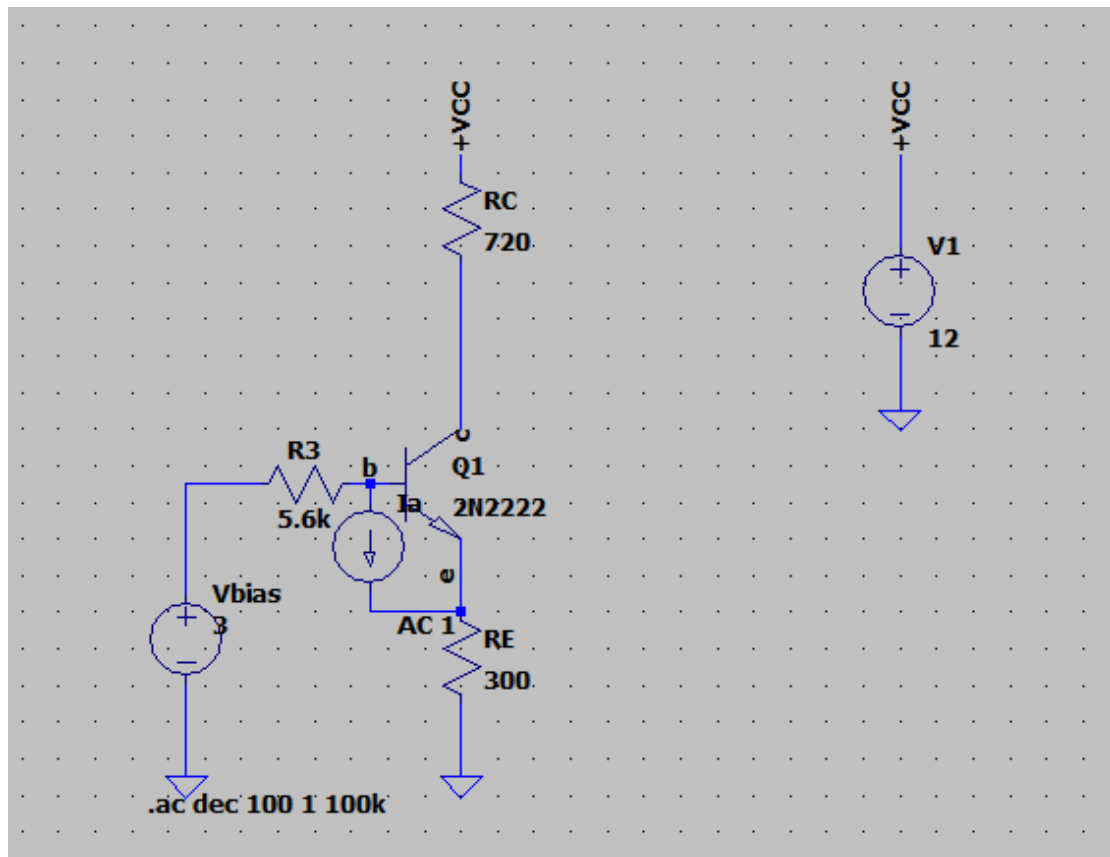 +VCC
+VCC
RC
720
V1
12
c
R3
b
Q1
5.6k
Ia
2N2222
e
Vbias
3
AC 1
RE
300
.ac dec 100 1 100k